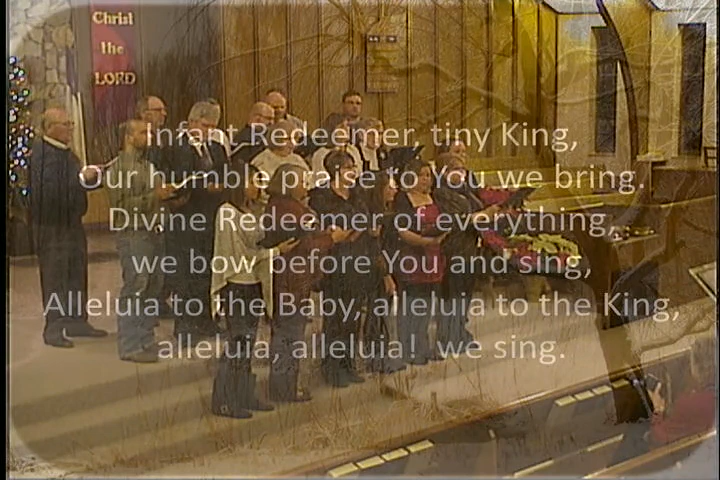 Christ
the
LORD
Infant Redeemer, tiny King,
Our humble praise to You we bring.
Divine Redeemer of everything,
we bow before You and sing,
Alleluia to the Baby, alleluia to the King,
alleluia, alleluia!  we sing.